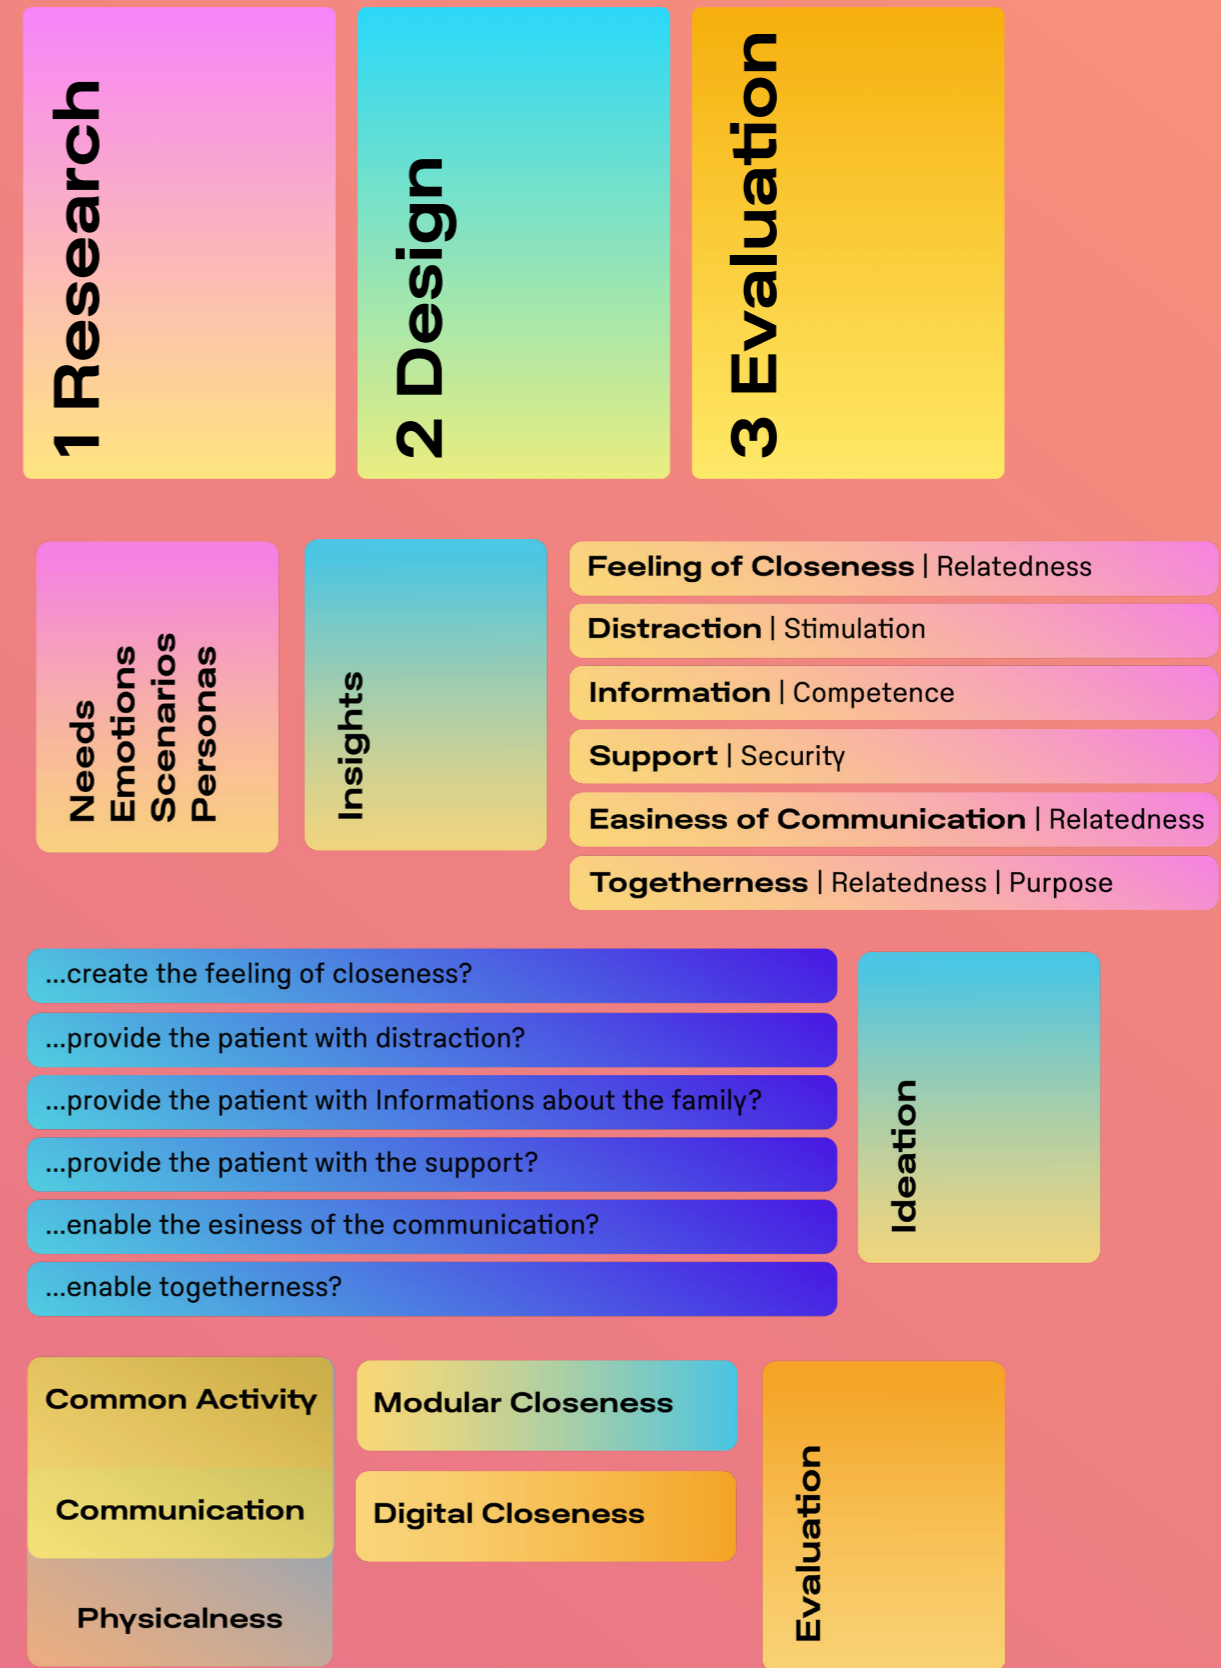 1 Research
2 Design
3 Evaluation
Needs
Emotions
Scenarios
Personas
Insights
Feeling of Closeness | Relatedness
Distraction | Stimulation
Information | Competence
Support | Security
Easiness of Communication | Relatedness
Togetherness | Relatedness | Purpose
...create the feeling of closeness?
...provide the patient with distraction?
...provide the patient with Informations about the family?
...provide the patient with the support?
...enable the esiness of the communication?
...enable togetherness?
Ideation
Common Activity
Communication
Physicalness
Modular Closeness
Digital Closeness
Evaluation